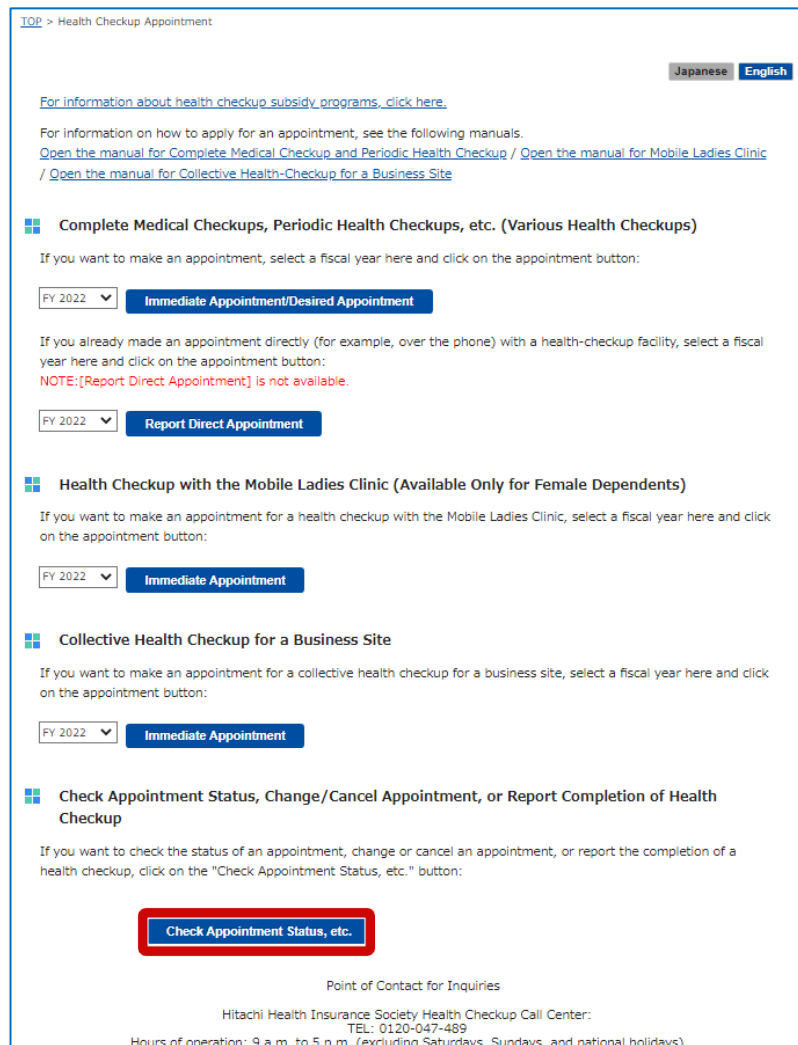 TOP > Health Checkup Appointment
Japanese English
For information about health checkup subsidy programs, click here.
For information on how to apply for an appointment, see the following manuals.
Open the manual for Complete Medical Checkup and Periodic Health Checkup / Open the manual for Mobile Ladies Clinic
/ Open the manual for Collective Health-Checkup for a Business Site
Complete Medical Checkups, Periodic Health Checkups, etc. (Various Health Checkups)
If you want to make an appointment, select a fiscal year here and click on the appointment button:
FY 2022 Immediate Appointment/Desired Appointment
If you already made an appointment directly (for example, over the phone) with a health-checkup facility, select a fiscal
year here and click on the appointment button:
NOTE:[Report Direct Appointment] is not available.
FY 2022 Report Direct Appointment
Health Checkup with the Mobile Ladies Clinic (Available Only for Female Dependents)
If you want to make an appointment for a health checkup with the Mobile Ladies Clinic, select a fiscal year here and click
on the appointment button:
FY 2022 Immediate Appointment
Collective Health Checkup for a Business Site
If you want to make an appointment for a collective health checkup for a business site, select a fiscal year here and click
on the appointment button:
FY 2022 Immediate Appointment
Check Appointment Status, Change/Cancel Appointment, or Report Completion of Health
Checkup
If you want to check the status of an appointment, change or cancel an appointment, or report the completion of a
health checkup, click on the "Check Appointment Status, etc." button:
Check Appointment Status, etc.
Point of Contact for Inquiries
Hitachi Health Insurance Society Health Checkup Call Center:
TEL: 0120-047-489
Hours of operation: 9 a.m. to 5 p.m. (excluding Saturdays, Sundays, and national holidays)